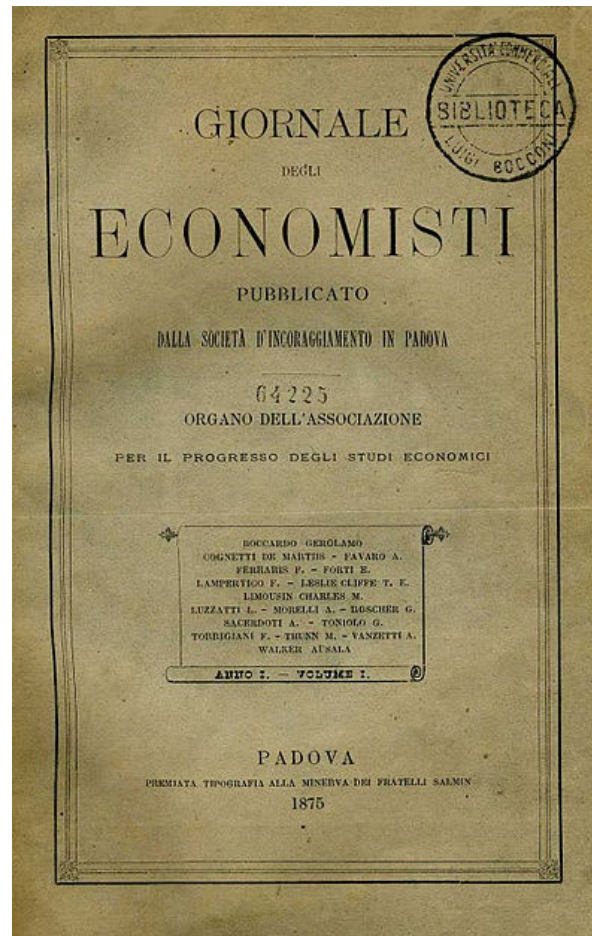 UNIVERSITÀ COMMERCIALE
BIBLIOTECA
LUIGI BOCCONI
GIORNALE
DEGLI
ECONOMISTI
PUBBLICATO
DALLA SOCIETÀ D'INCORAGGIAMENTO IN PADOVA
64225
ORGANO DELL'ASSOCIAZIONE
PER IL PROGRESSO DEGLI STUDI ECONOMICI
BOCCARDO GEROLAMO
COGNETTI DE MARTIIS - FAVARO A.
FERRARIS F. - FORTI E.
LAMPERTICO F. - LESLIE CLIFFE T. E.
LIMOUSIN CHARLES M.
LUZZATTI L. - MORELLI A. - ROSCHER G.
SACERDOTI A. - TONIOLO G.
TORRIGIANI F. - THUNN M. - VANZETTI A.
WALKER AUSALA
ANNO I. — VOLUME I.
PADOVA
PREMIATA TIPOGRAFIA ALLA MINERVA DEI FRATELLI SALMIN
1875